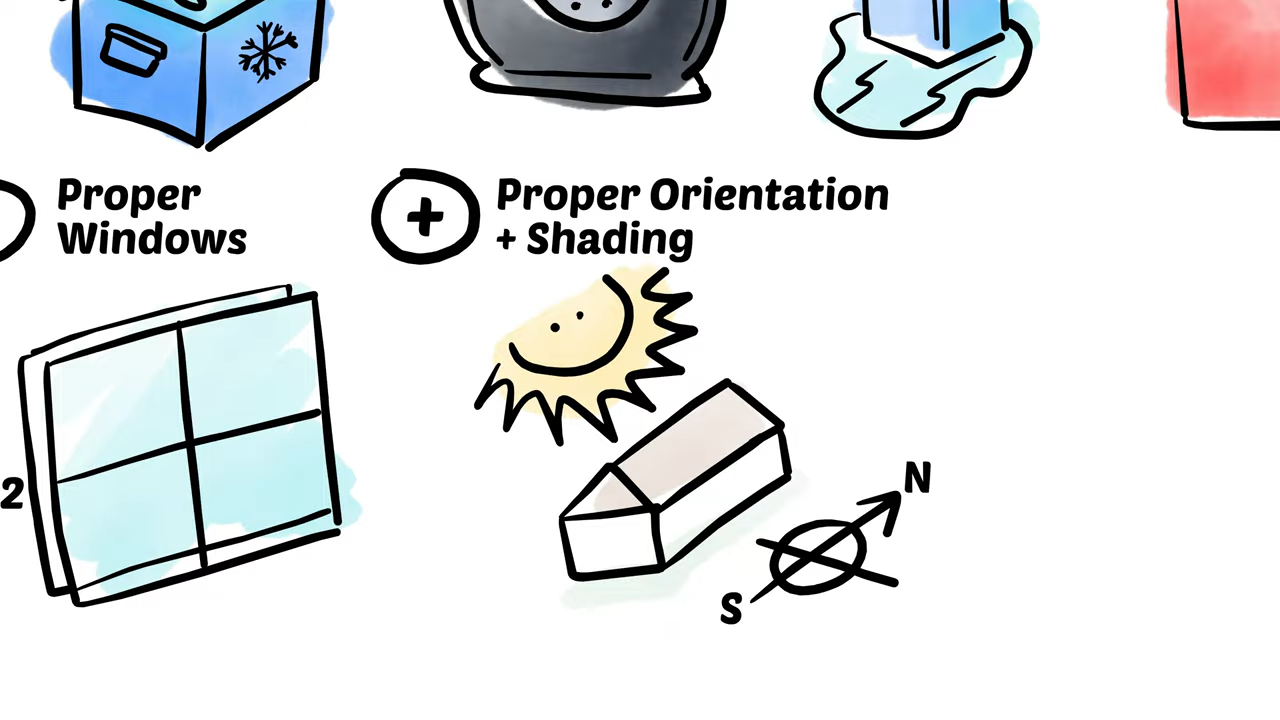 Proper
Windows
+
Proper Orientation
+ Shading
2
N
S